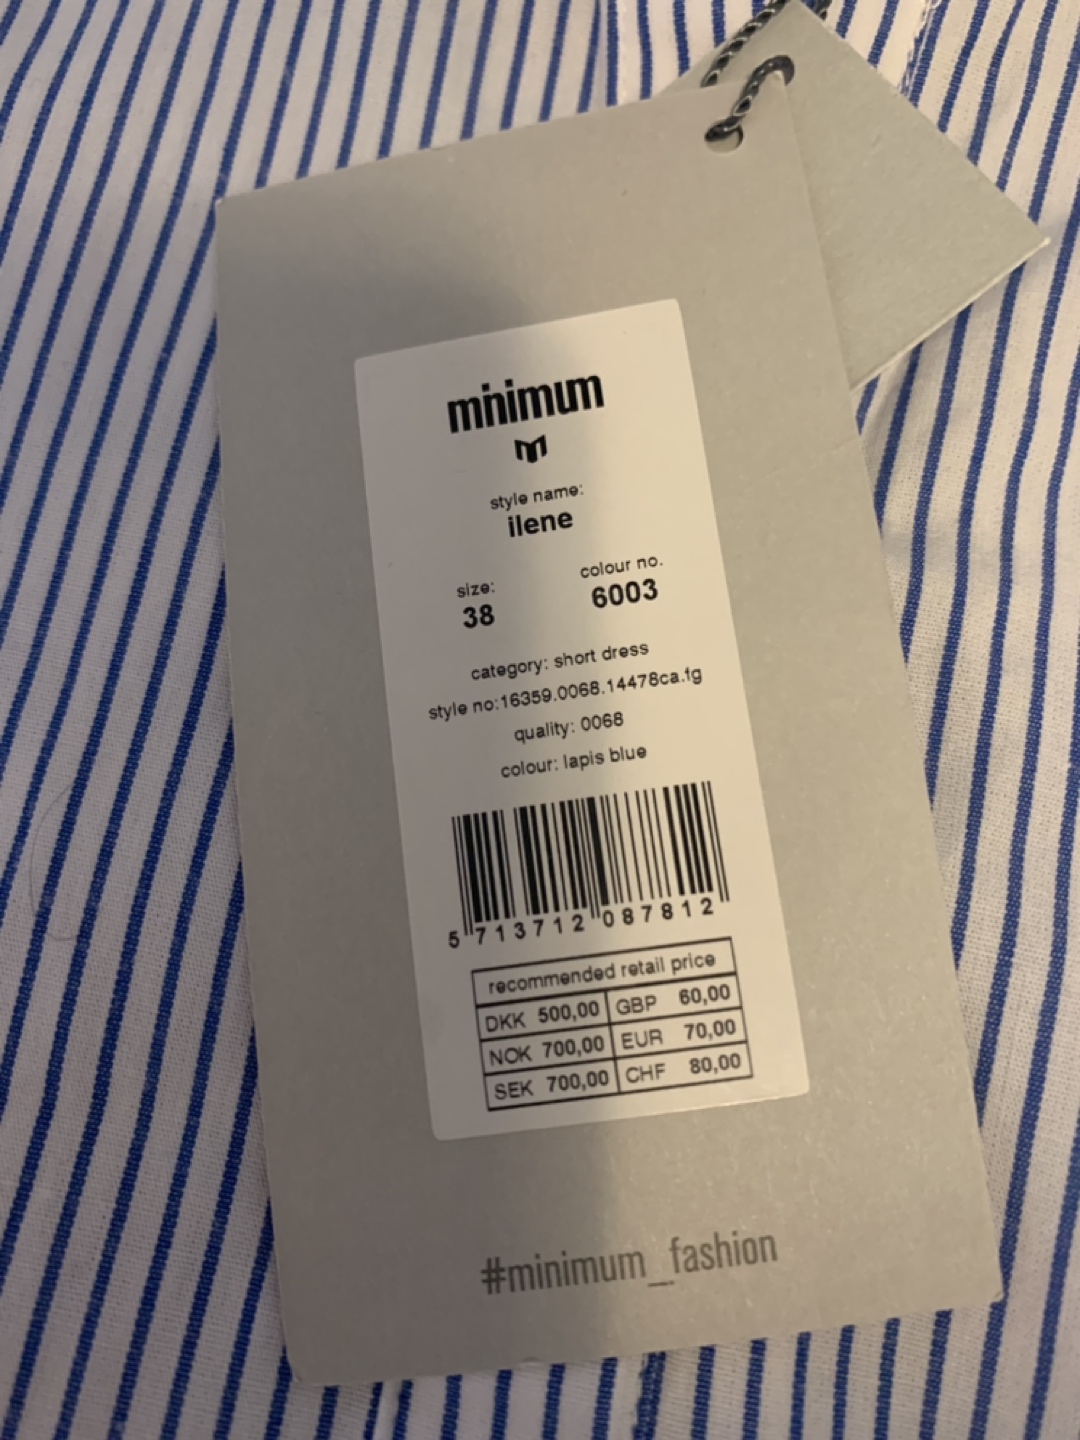 minimum
style name:
ilene
size: colour no.
38 6003
category: short dress
style no:16359.0068.14478ca.fg
quality: 0068
colour: lapis blue
5 713712 087812
recommended retail price
DKK 500,00 GBP 60,00
NOK 700,00 EUR 70,00
SEK 700,00 CHF 80,00
#minimum_fashion